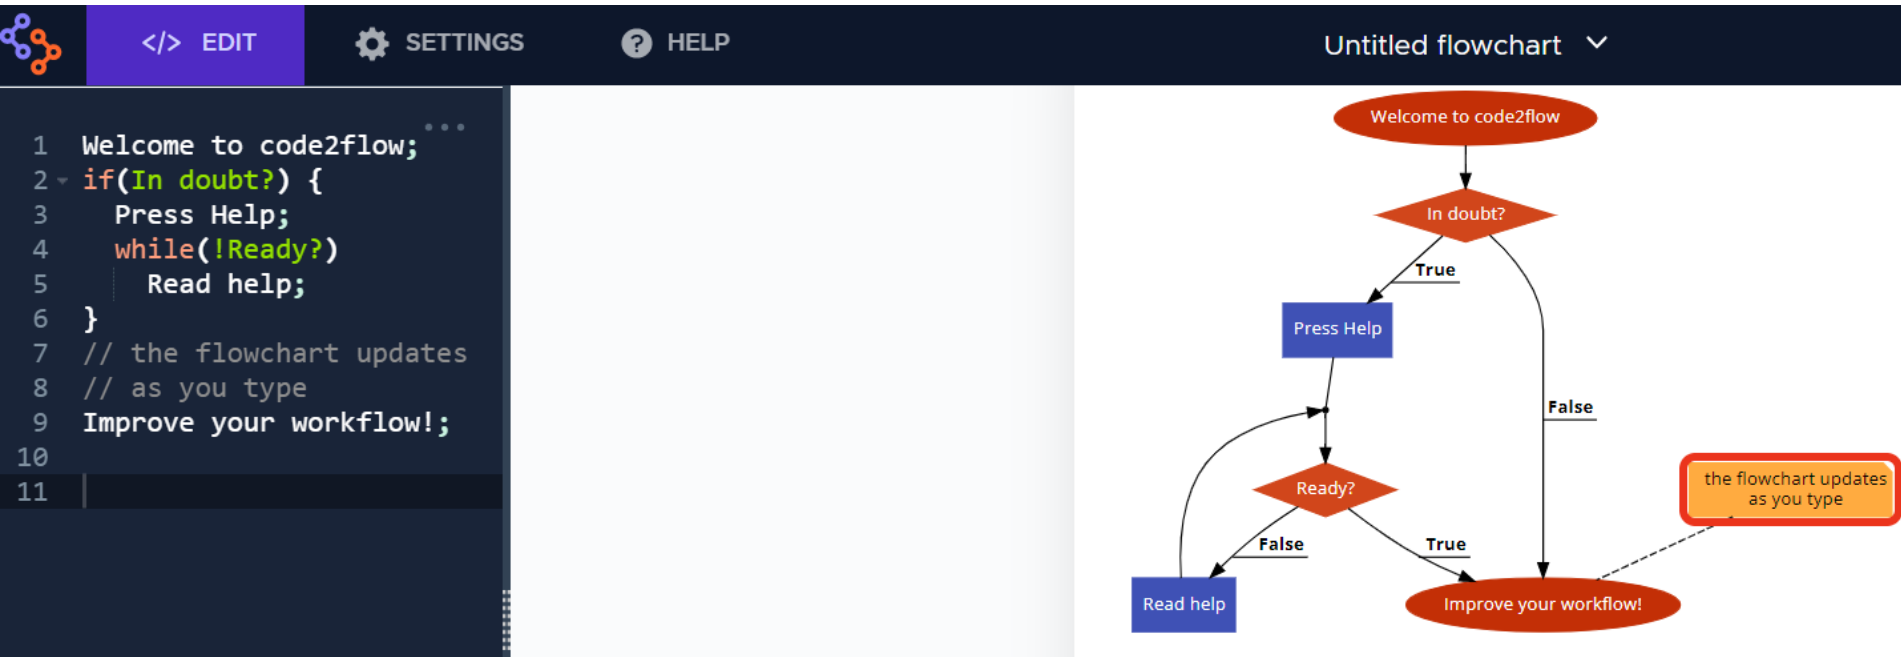 </> EDIT
SETTINGS
? HELP
Untitled flowchart
1 Welcome to code2flow;
2 if(In doubt?) {
3 Press Help;
4 while(!Ready?)
5 Read help;
6 }
7 // the flowchart updates
8 // as you type
9 Improve your workflow!;
10
11
Welcome to code2flow
In doubt?
True
Press Help
False
Ready?
the flowchart updates
as you type
False
True
Read help
Improve your workflow!